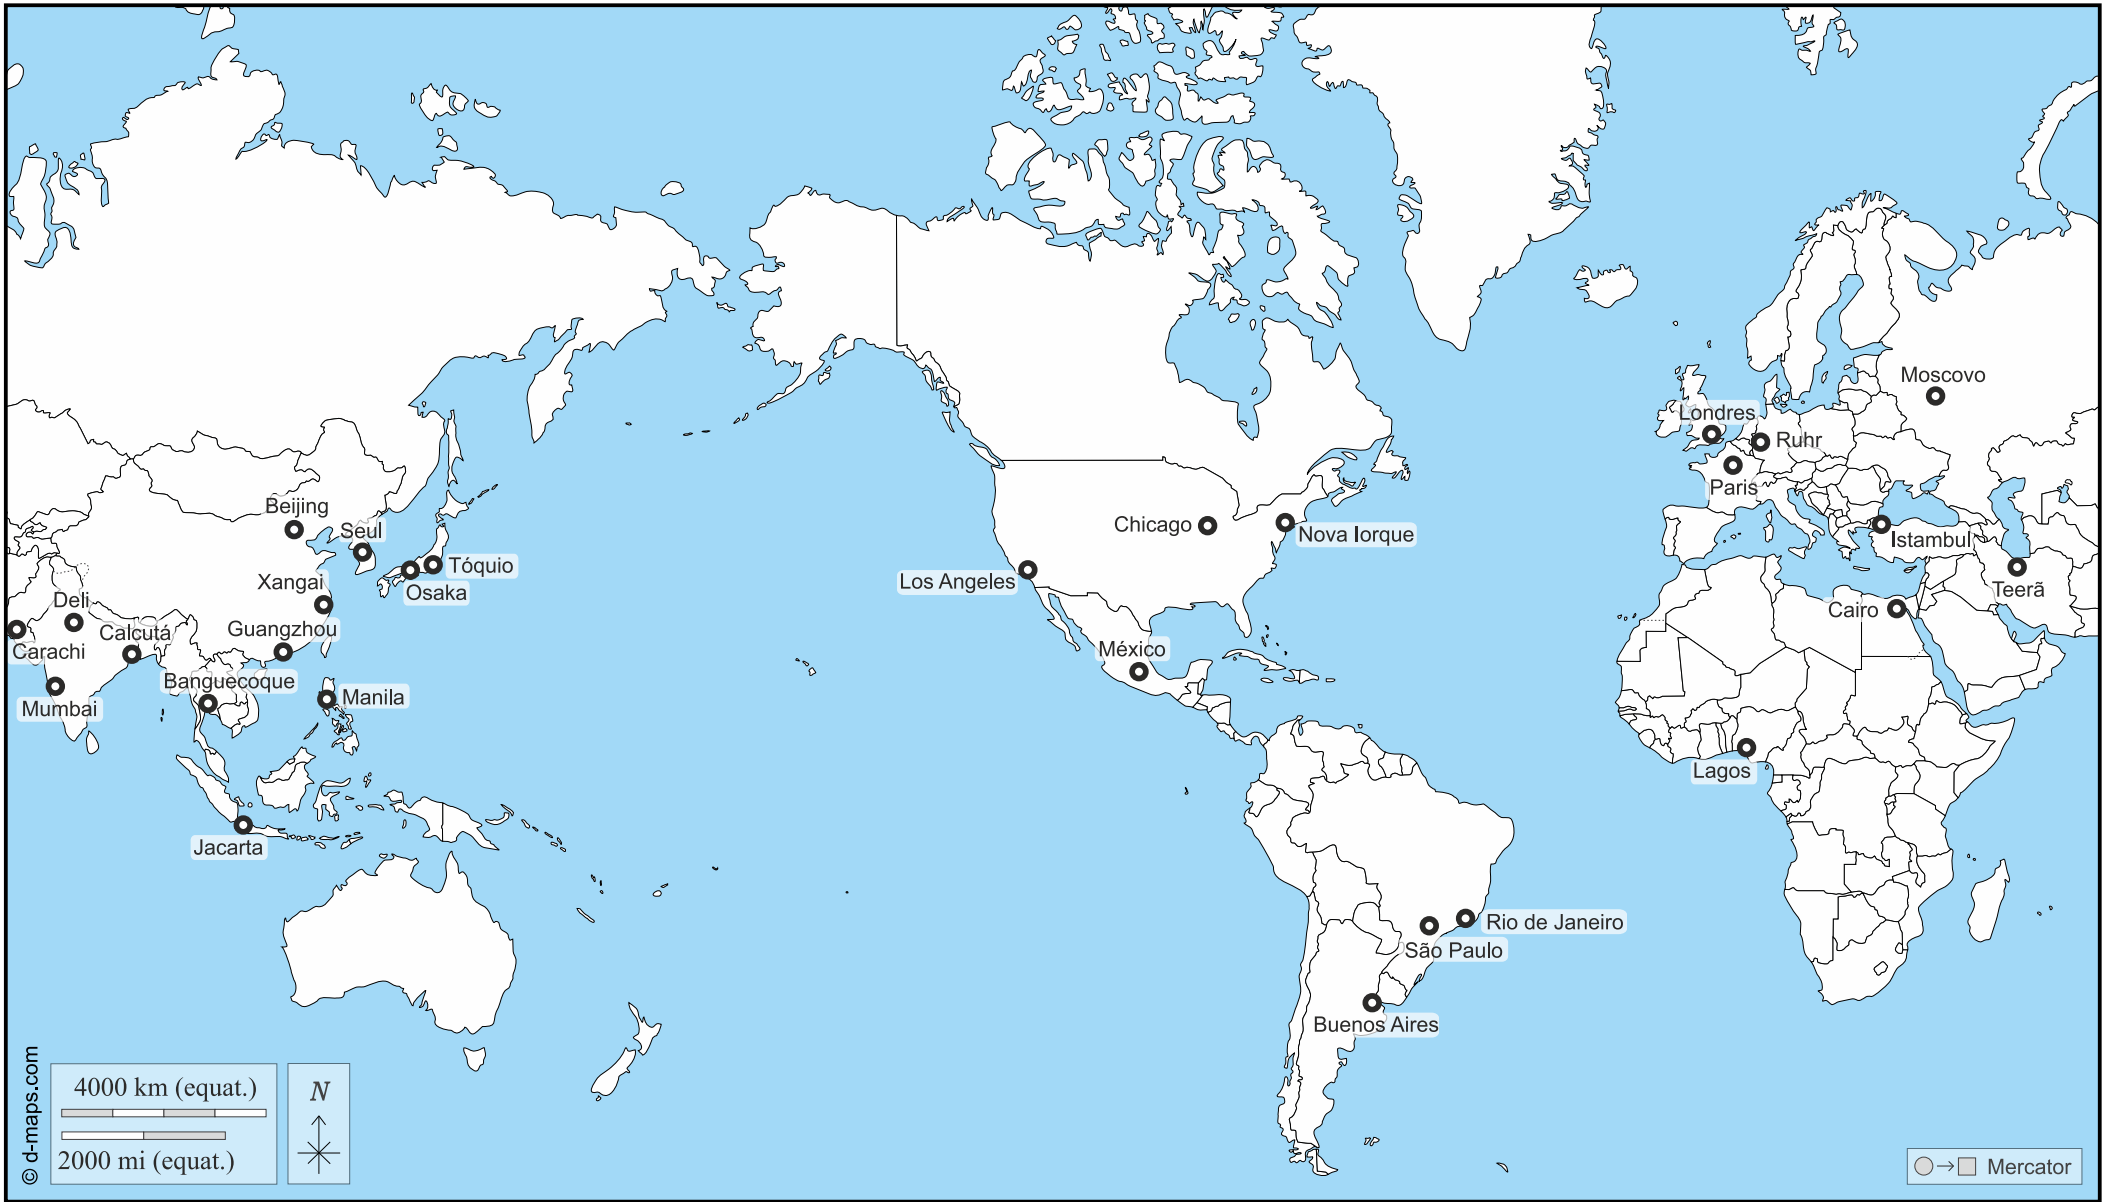 Moscovo
Londres
Ruhr
Paris
Beijing
Seul
Chicago
Nova Iorque
Istambul
Tóquio
Osaka
Xangai
Los Angeles
Teerã
Deli
Cairo
Calcutá
Guangzhou
Carachi
México
Banguecoque
Manila
Mumbai
Lagos
Jacarta
Rio de Janeiro
São Paulo
Buenos Aires
© d-maps.com
4000 km (equat.)
2000 mi (equat.)
N
Mercator